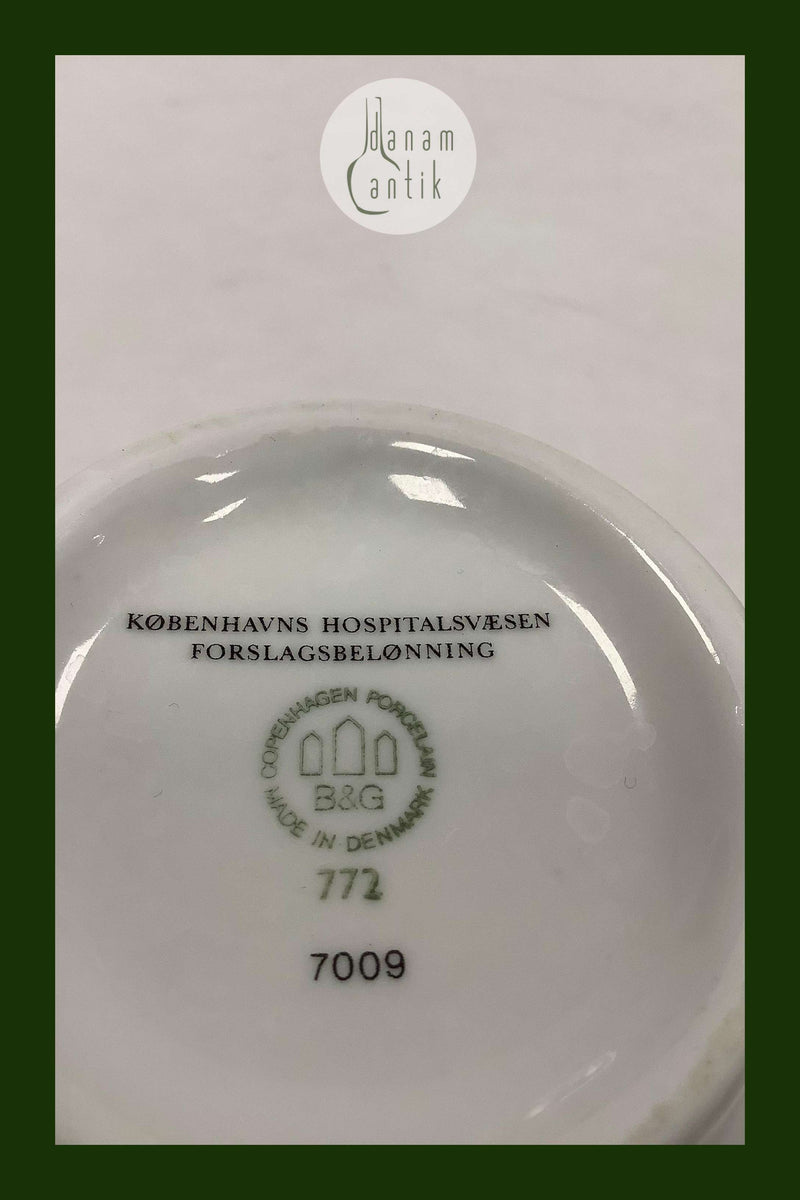 danam
antik
KØBENHAVNS HOSPITALSVÆSEN
FORSLAGSBELØNNING
COPENHAGEN PORCELAIN
B&G
MADE IN DENMARK
772
7009